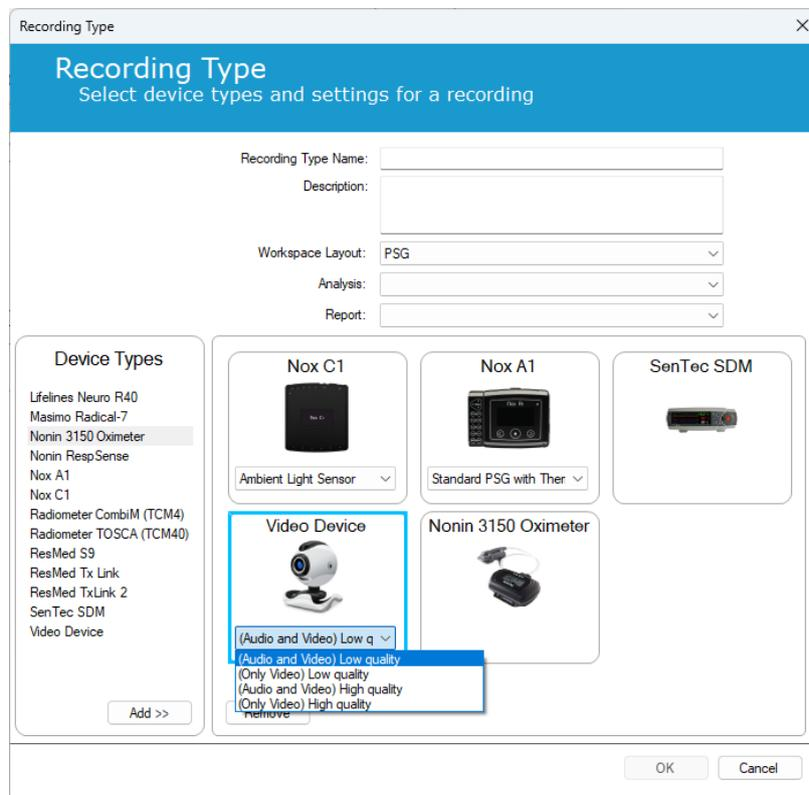 Recording Type
Recording Type
Select device types and settings for a recording
Recording Type Name:
Description:
Workspace Layout: PSG
Analysis:
Report:
Device Types
Lifelines Neuro R40
Masimo Radical-7
Nonin 3150 Oximeter
Nonin RespSense
Nox A1
Nox C1
Radiometer CombiM (TCM4)
Radiometer TOSCA (TCM40)
ResMed S9
ResMed Tx Link
ResMed TxLink 2
SenTec SDM
Video Device
Add >>
Nox C1
Ambient Light Sensor
Nox A1
Standard PSG with Ther
SenTec SDM
Video Device
(Audio and Video) Low q
(Audio and Video) Low quality
(Only Video) Low quality
(Audio and Video) High quality
(Only Video) High quality
Nonin 3150 Oximeter
Remove
OK
Cancel